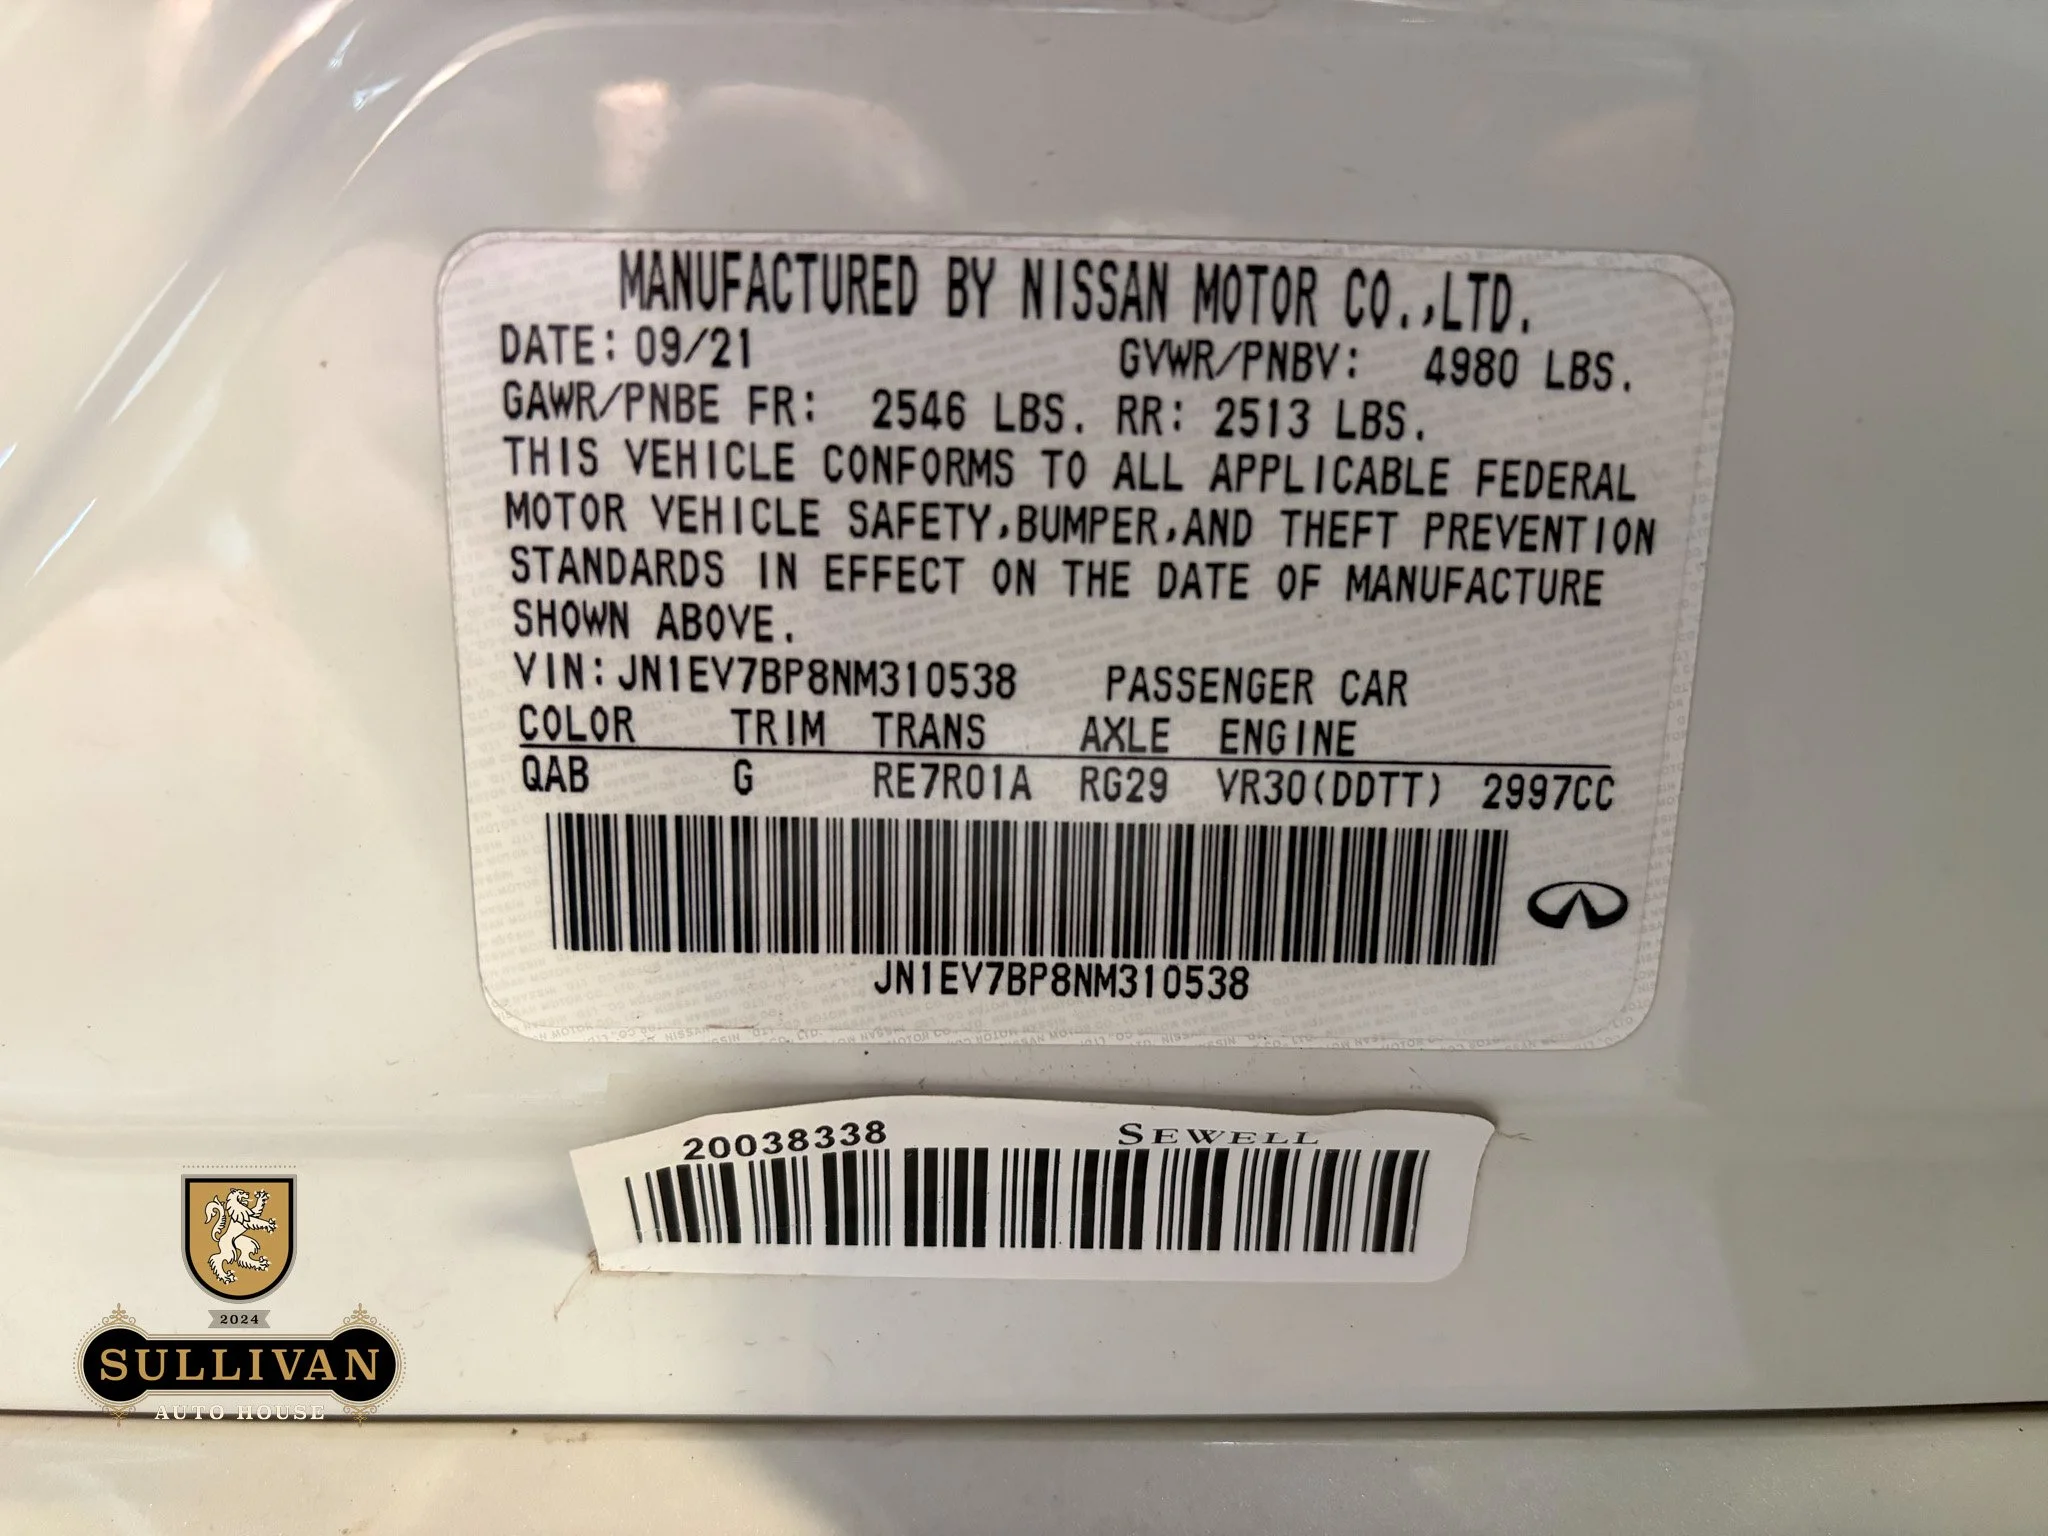 MANUFACTURED BY NISSAN MOTOR CO.,LTD.
DATE: 09/21 GVWR/PNBV: 4980 LBS.
GAWR/PNBE FR: 2546 LBS. RR: 2513 LBS.
THIS VEHICLE CONFORMS TO ALL APPLICABLE FEDERAL
MOTOR VEHICLE SAFETY,BUMPER,AND THEFT PREVENTION
STANDARDS IN EFFECT ON THE DATE OF MANUFACTURE
SHOWN ABOVE.
VIN: JN1EV7BP8NM310538 PASSENGER CAR
COLOR TRIM TRANS AXLE ENGINE
QAB G RE7R01A RG29 VR30(DDTT) 2997CC
JN1EV7BP8NM310538
20038338 SEWELL
2024
SULLIVAN
AUTO HOUSE